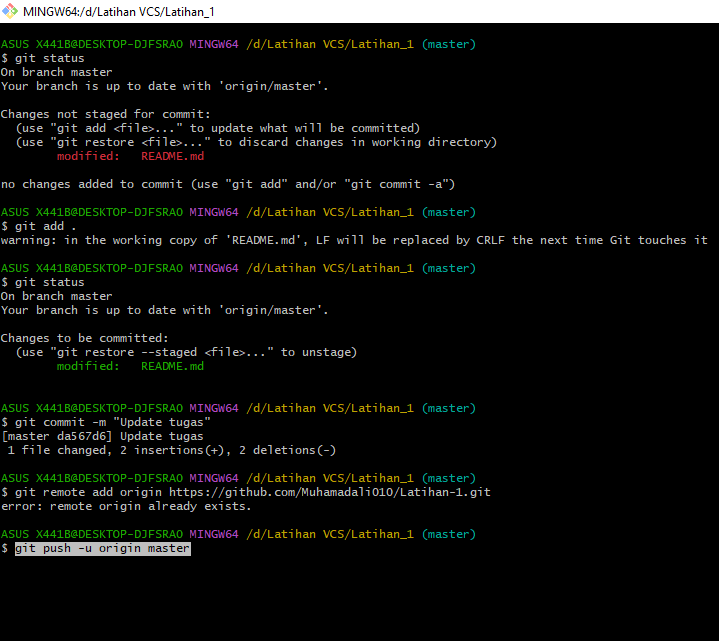 MINGW64:/d/Latihan VCS/Latihan_1
ASUS X441B@DESKTOP-DJFSRAO MINGW64 /d/Latihan VCS/Latihan_1 (master)
$ git status
On branch master
Your branch is up to date with 'origin/master'.
Changes not staged for commit:
  (use "git add <file>..." to update what will be committed)
  (use "git restore <file>..." to discard changes in working directory)
        modified:   README.md
no changes added to commit (use "git add" and/or "git commit -a")
ASUS X441B@DESKTOP-DJFSRAO MINGW64 /d/Latihan VCS/Latihan_1 (master)
$ git add .
warning: in the working copy of 'README.md', LF will be replaced by CRLF the next time Git touches it
ASUS X441B@DESKTOP-DJFSRAO MINGW64 /d/Latihan VCS/Latihan_1 (master)
$ git status
On branch master
Your branch is up to date with 'origin/master'.
Changes to be committed:
  (use "git restore --staged <file>..." to unstage)
        modified:   README.md
ASUS X441B@DESKTOP-DJFSRAO MINGW64 /d/Latihan VCS/Latihan_1 (master)
$ git commit -m "Update tugas"
[master da567d6] Update tugas
 1 file changed, 2 insertions(+), 2 deletions(-)
ASUS X441B@DESKTOP-DJFSRAO MINGW64 /d/Latihan VCS/Latihan_1 (master)
$ git remote add origin https://github.com/Muhamadali010/Latihan-1.git
error: remote origin already exists.
ASUS X441B@DESKTOP-DJFSRAO MINGW64 /d/Latihan VCS/Latihan_1 (master)
$ git push -u origin master